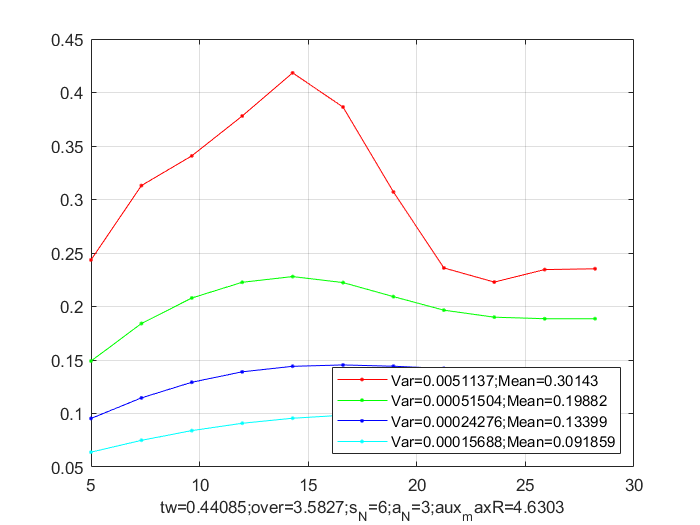 0.45
0.4
0.35
0.3
0.25
0.2
0.15
0.1
0.05
Var=0.0051137;Mean=0.30143
Var=0.00051504;Mean=0.19882
Var=0.00024276;Mean=0.13399
Var=0.00015688;Mean=0.091859
5 10 15 20 25 30
tw=0.44085;over=3.5827;s_N=6;a_N=3;aux_maxR=4.6303